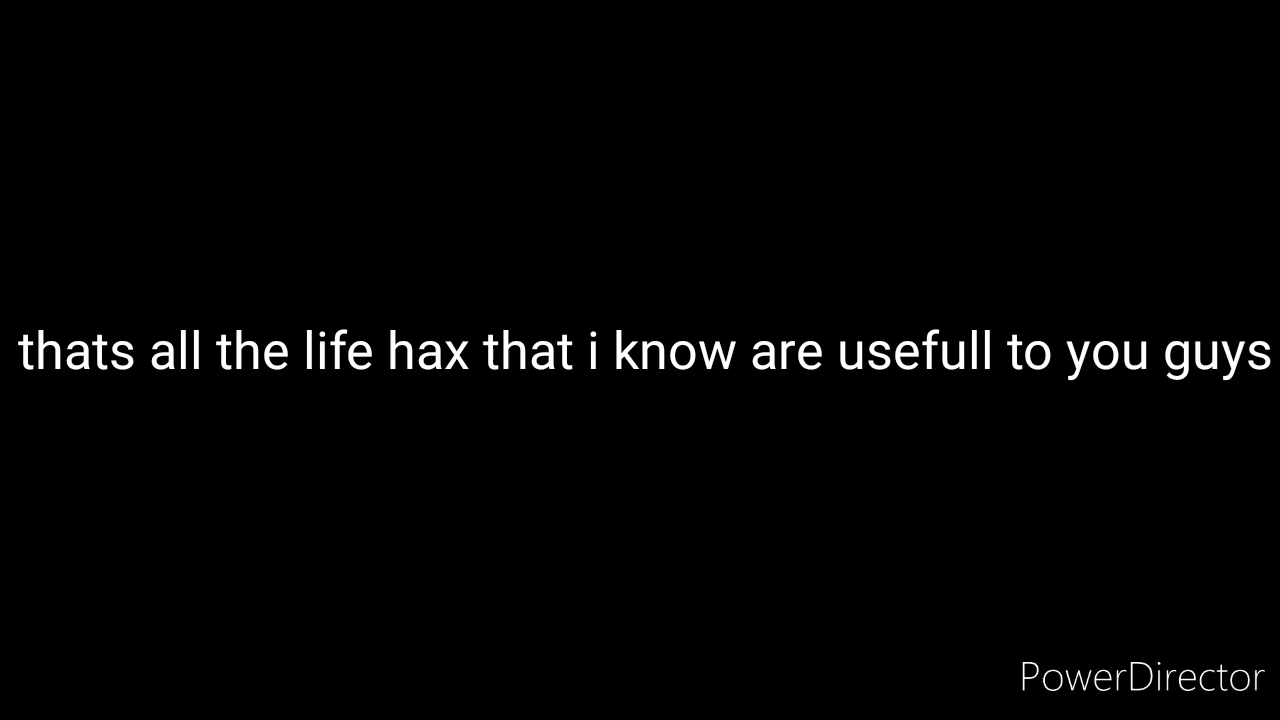 thats all the life hax that i know are usefull to you guys
PowerDirector